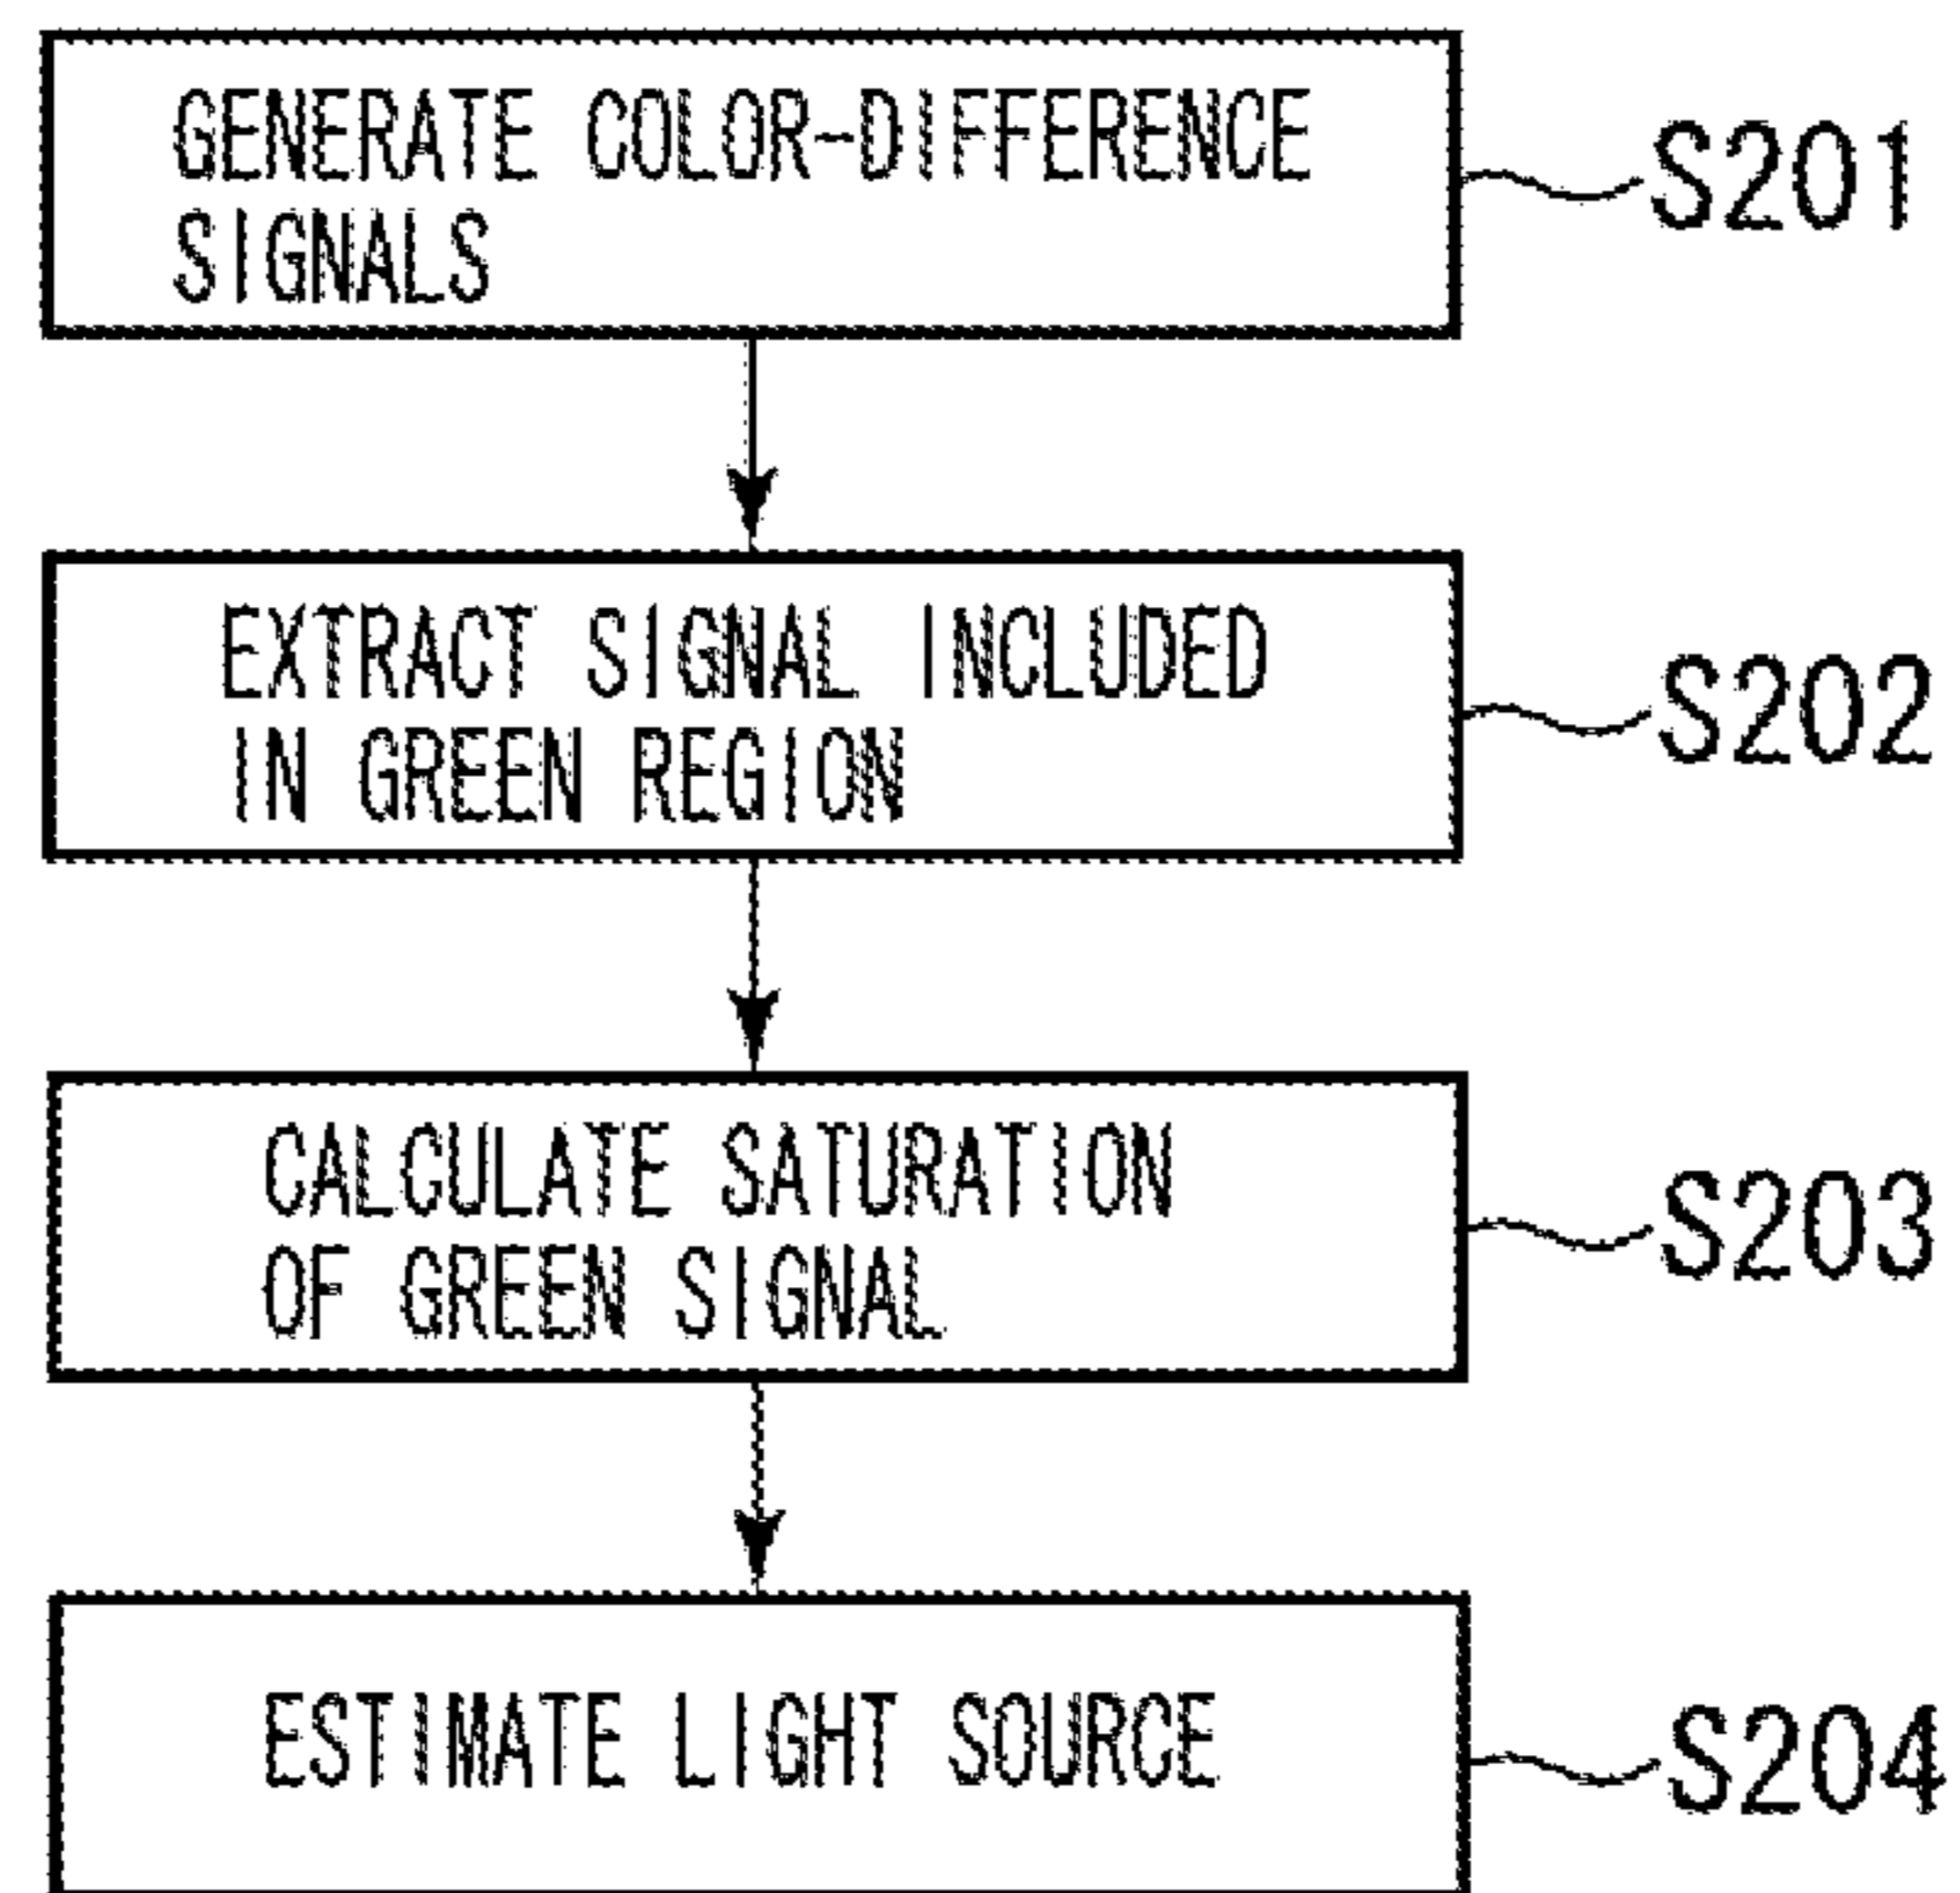 GENERATE COLOR-DIFFERENCE
SIGNALS
S201
EXTRACT SIGNAL INCLUDED
IN GREEN REGION
S202
CALCULATE SATURATION
OF GREEN SIGNAL
S203
ESTIMATE LIGHT SOURCE
S204